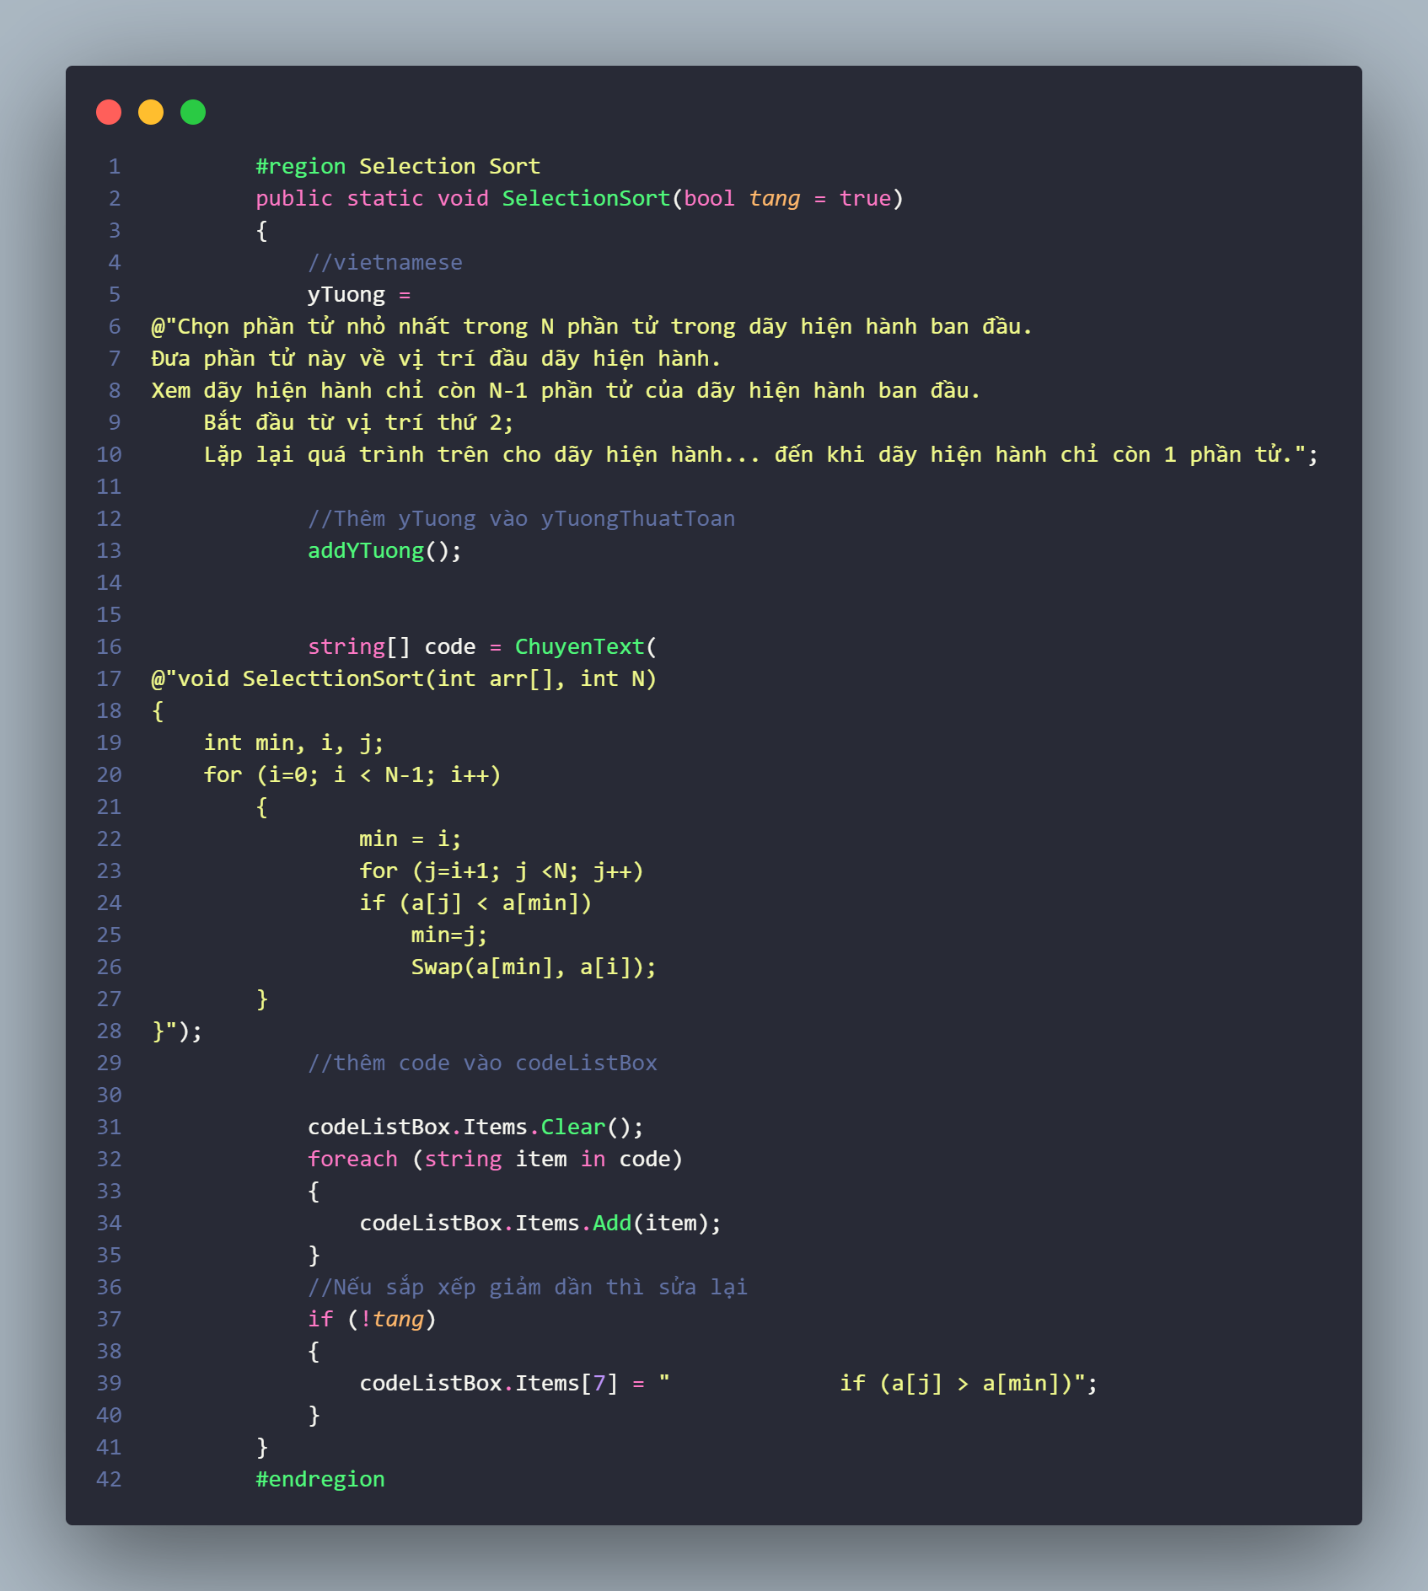 1         #region Selection Sort
2         public static void SelectionSort(bool tang = true)
3         {
4             //vietnamese
5             yTuong =
6 @"Chọn phần tử nhỏ nhất trong N phần tử trong dãy hiện hành ban đầu.
7 Đưa phần tử này về vị trí đầu dãy hiện hành.
8 Xem dãy hiện hành chỉ còn N-1 phần tử của dãy hiện hành ban đầu.
9     Bắt đầu từ vị trí thứ 2;
10     Lặp lại quá trình trên cho dãy hiện hành... đến khi dãy hiện hành chỉ còn 1 phần tử.";
11
12             //Thêm yTuong vào yTuongThuatToan
13             addYTuong();
14
15
16             string[] code = ChuyenText(
17 @"void SelecttionSort(int arr[], int N)
18 {
19     int min, i, j;
20     for (i=0; i < N-1; i++)
21         {
22                 min = i;
23                 for (j=i+1; j <N; j++)
24                 if (a[j] < a[min])
25                     min=j;
26                     Swap(a[min], a[i]);
27         }
28 }");
29             //thêm code vào codeListBox
30
31             codeListBox.Items.Clear();
32             foreach (string item in code)
33             {
34                 codeListBox.Items.Add(item);
35             }
36             //Nếu sắp xếp giảm dần thì sửa lại
37             if (!tang)
38             {
39                 codeListBox.Items[7] = "             if (a[j] > a[min])";
40             }
41         }
42         #endregion